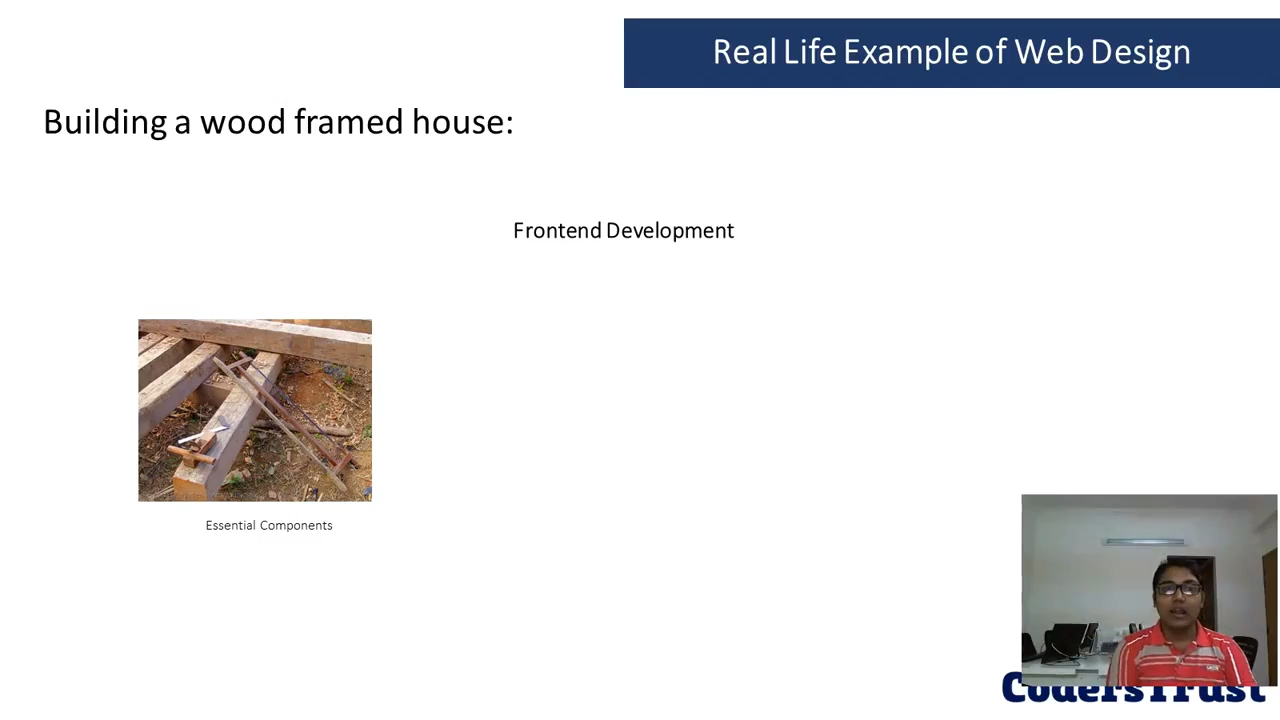 Real Life Example of Web Design
Building a wood framed house:
Frontend Development
Essential Components
CodersTrust